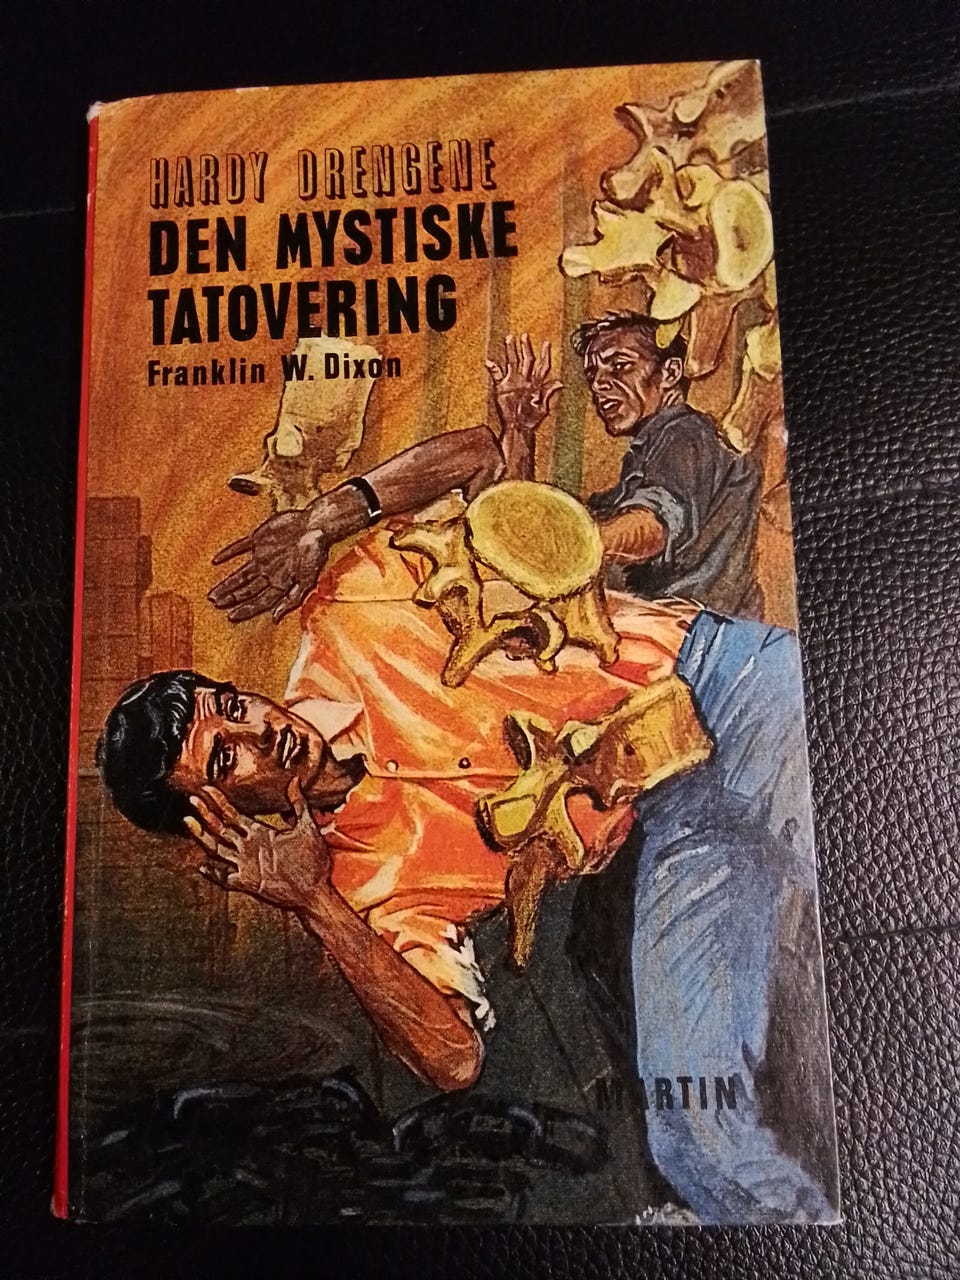 HARDY DRENGENE
DEN MYSTISKE
TATOVERING
Franklin W. Dixon
MARTIN